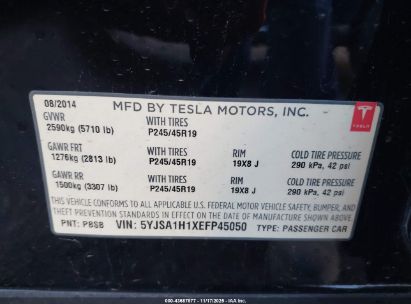 08/2014
MFD BY TESLA MOTORS, INC.
GVWR
2590kg (5710 lb)
WITH TIRES
P245/45R19
GAWR FRT
1276kg (2813 lb)
WITH TIRES
P245/45R19
RIM
19X8 J
COLD TIRE PRESSURE
290 kPa, 42 psi
GAWR RR
1500kg (3307 lb)
WITH TIRES
P245/45R19
RIM
19X8 J
COLD TIRE PRESSURE
290 kPa, 42 psi
THIS VEHICLE CONFORMS TO ALL APPLICABLE U.S. FEDERAL MOTOR VEHICLE SAFETY, BUMPER, AND
THEFT PREVENTION STANDARDS IN EFFECT ON THE DATE OF MANUFACTURE SHOWN ABOVE.
PNT: PBSB
VIN: 5YJSA1H1XEFP45050
TYPE: PASSENGER CAR
TESLA